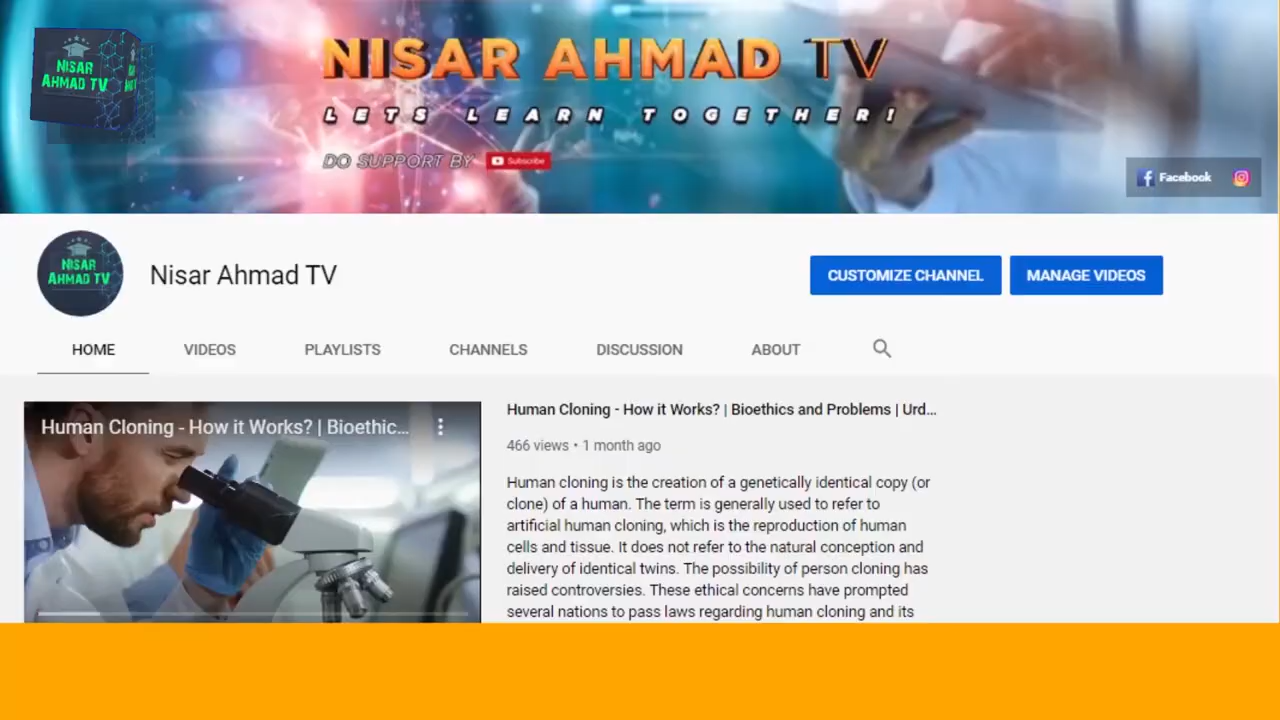 NISAR AHMAD TV
NISAR
AHMAD TV
LETS LEARN TOGETHER!
DO SUPPORT BY Subscribe
Facebook
NISAR
AHMAD TV
Nisar Ahmad TV
CUSTOMIZE CHANNEL
MANAGE VIDEOS
HOME
VIDEOS
PLAYLISTS
CHANNELS
DISCUSSION
ABOUT
Human Cloning - How it Works? | Bioethic...
Human Cloning - How it Works? | Bioethics and Problems | Urd...
466 views • 1 month ago
Human cloning is the creation of a genetically identical copy (or
clone) of a human. The term is generally used to refer to
artificial human cloning, which is the reproduction of human
cells and tissue. It does not refer to the natural conception and
delivery of identical twins. The possibility of person cloning has
raised controversies. These ethical concerns have prompted
several nations to pass laws regarding human cloning and its